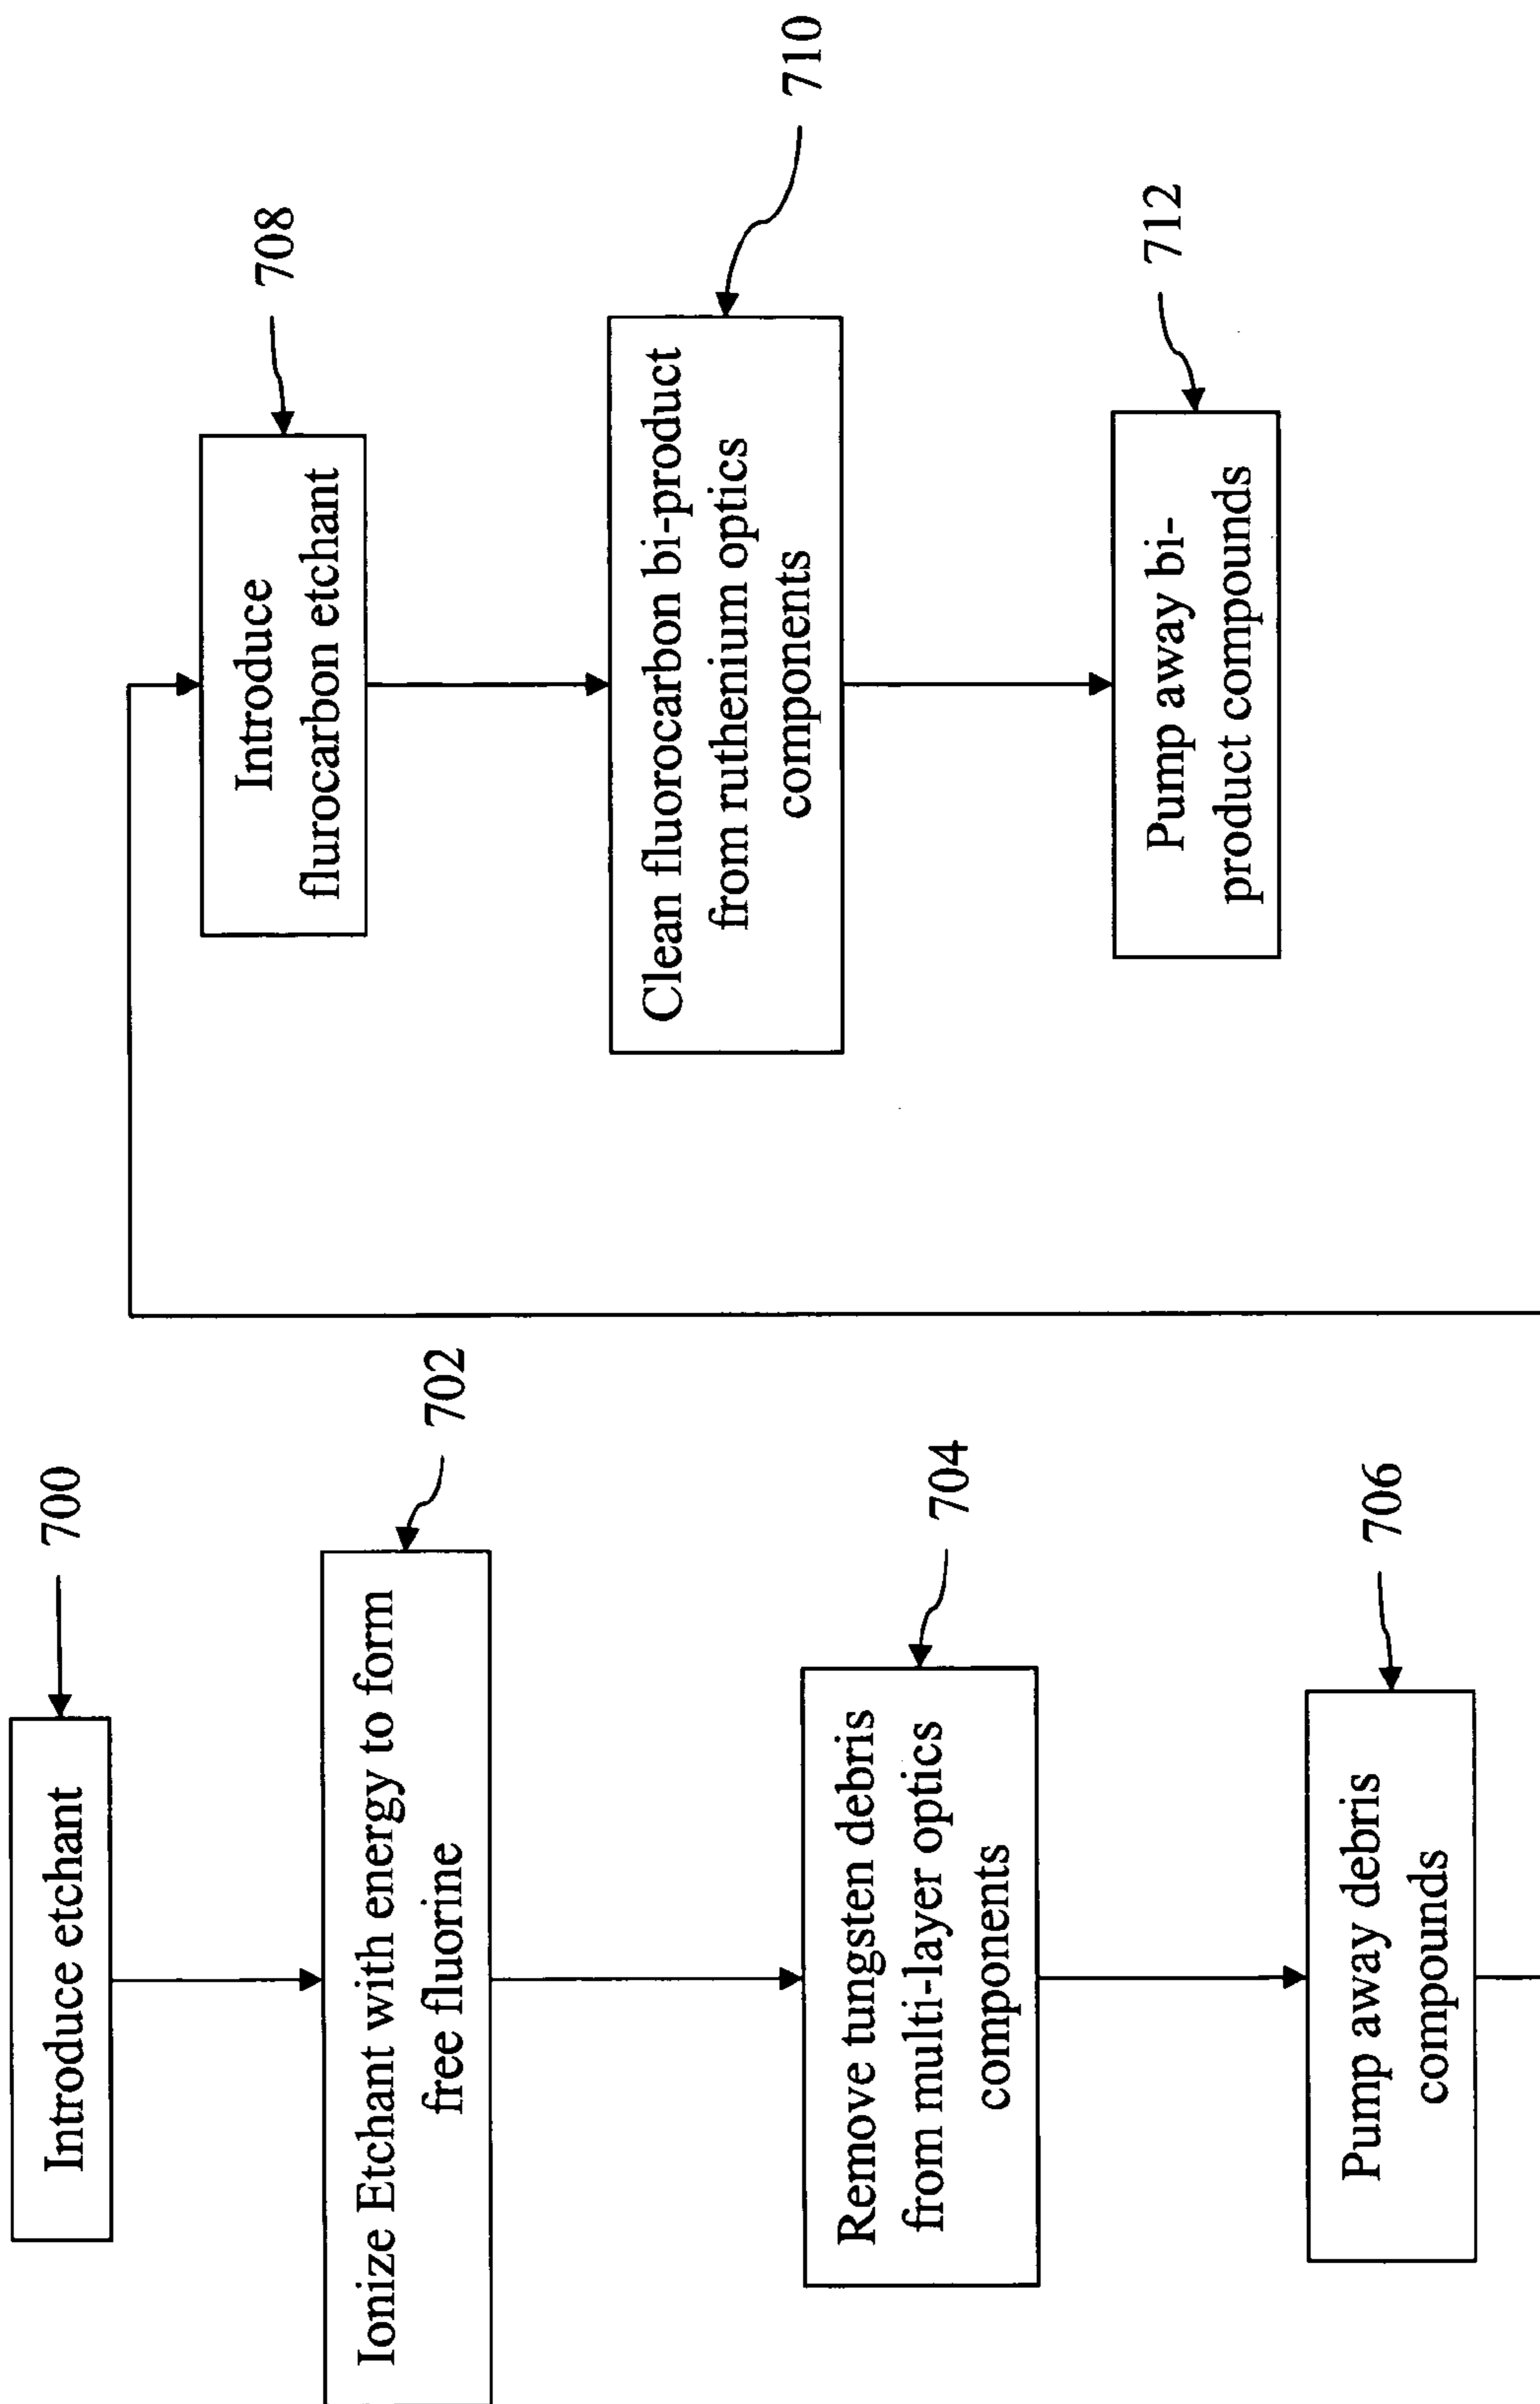 Introduce etchant
700
Ionize Etchant with energy to form
free fluorine
702
Remove tungsten debris
from multi-layer optics
components
704
Pump away debris
compounds
706
Introduce
flurocarbon etchant
708
Clean fluorocarbon bi-product
from ruthenium optics
components
710
Pump away bi-
product compounds
712